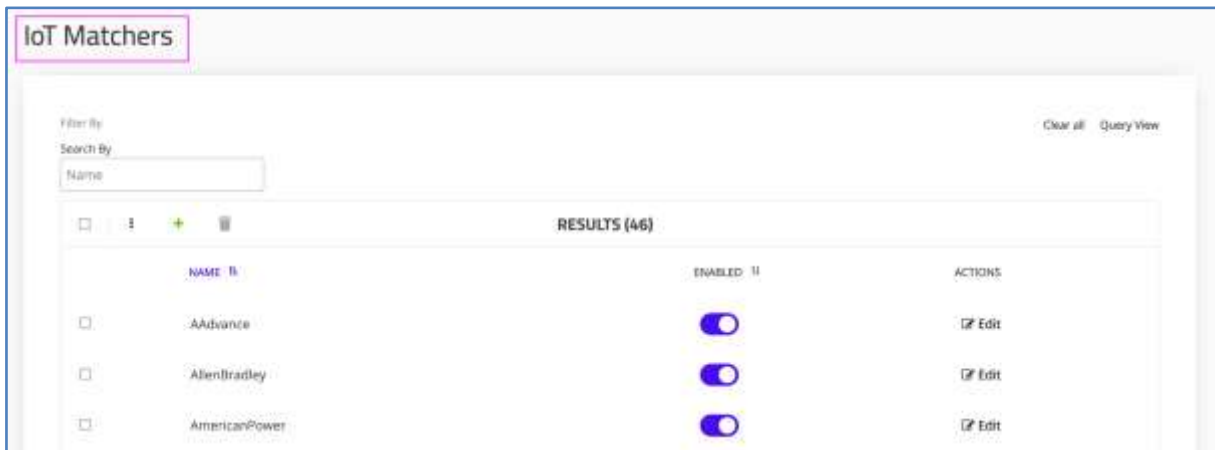 IoT Matchers
Filter By
Clear all Query View
Search By
Name
RESULTS (46)
NAME ENABLED ACTIONS
AAdvance Edit
AllenBradley Edit
AmericanPower Edit